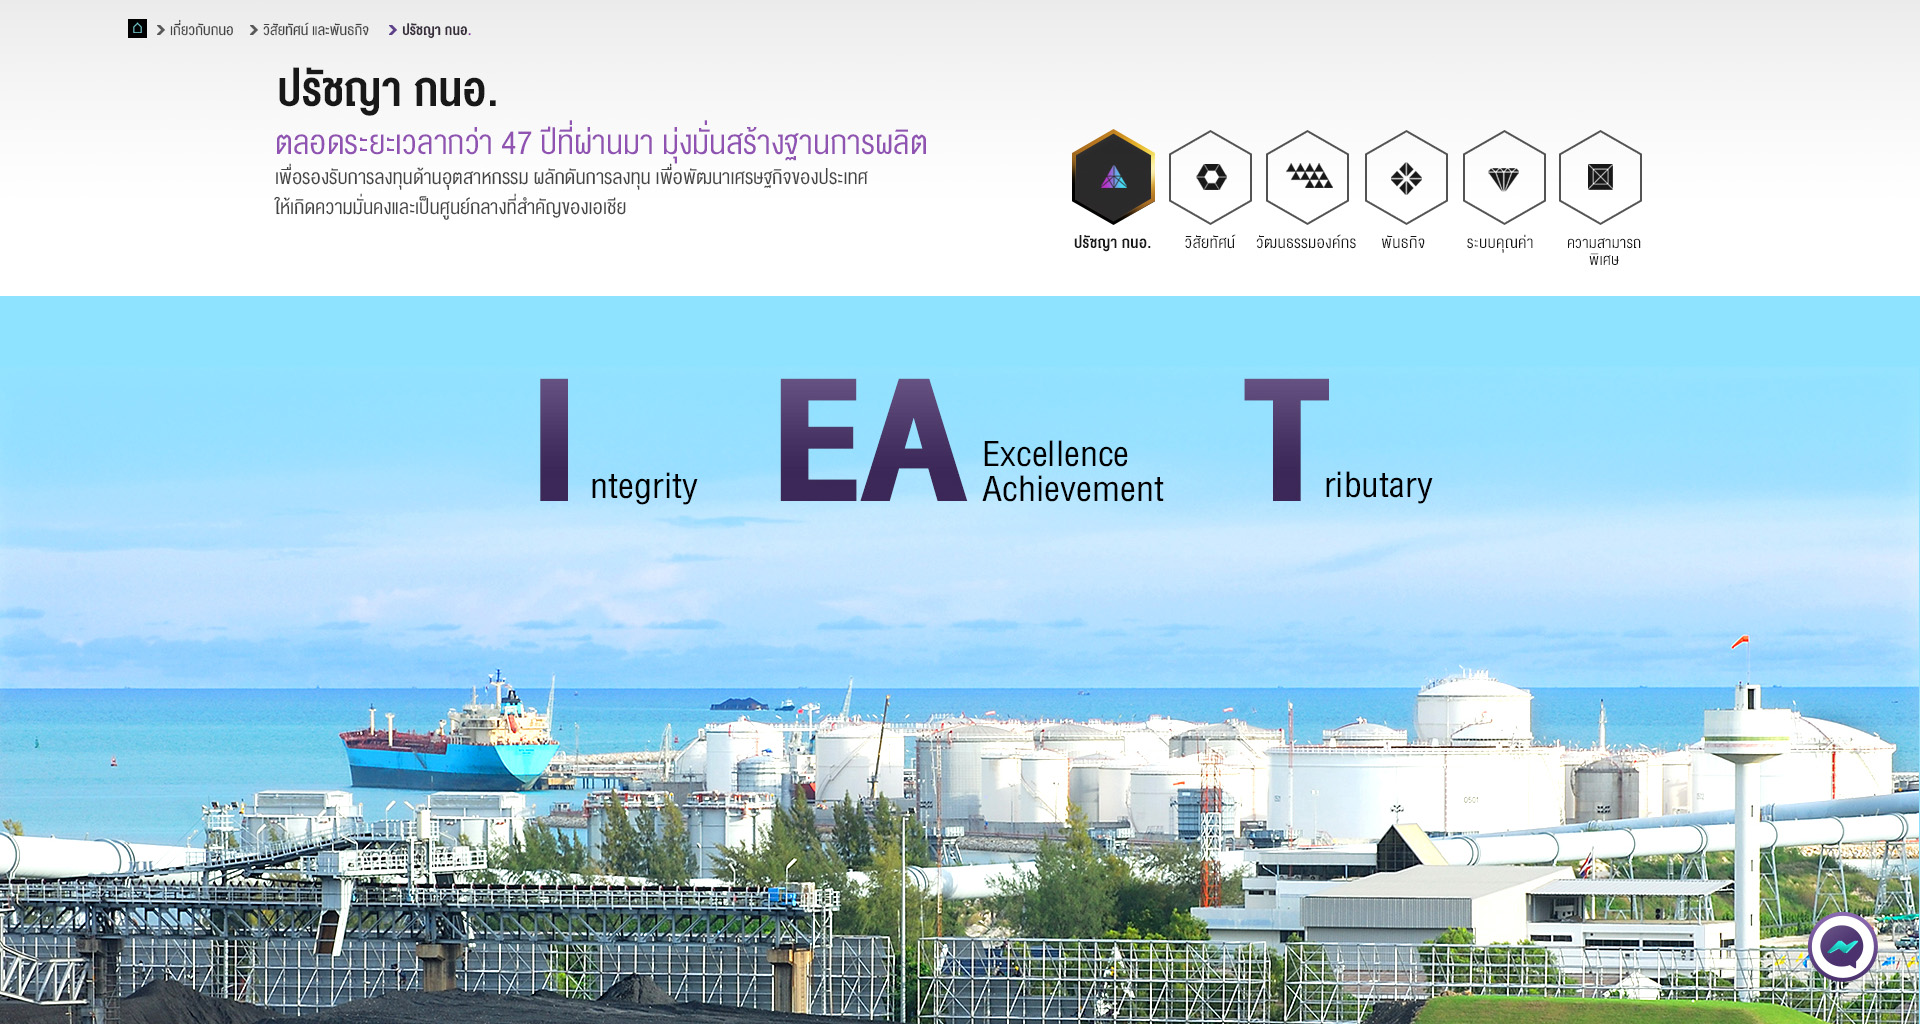 เกี่ยวกับกนอ วิสัยทัศน์ และพันธกิจ ปรัชญา กนอ.
ปรัชญา กนอ.
ตลอดระยะเวลากว่า 47 ปีที่ผ่านมา มุ่งมั่นสร้างฐานการผลิต
เพื่อรองรับการลงทุนด้านอุตสาหกรรม ผลักดันการลงทุน เพื่อพัฒนาเศรษฐกิจของประเทศ
ให้เกิดความมั่นคงและเป็นศูนย์กลางที่สำคัญของเอเชีย
ปรัชญา กนอ. วิสัยทัศน์ วัฒนธรรมองค์กร พันธกิจ ระบบคุณค่า ความสามารถ
พิเศษ
Integrity EA Excellence Tributary
Achievement